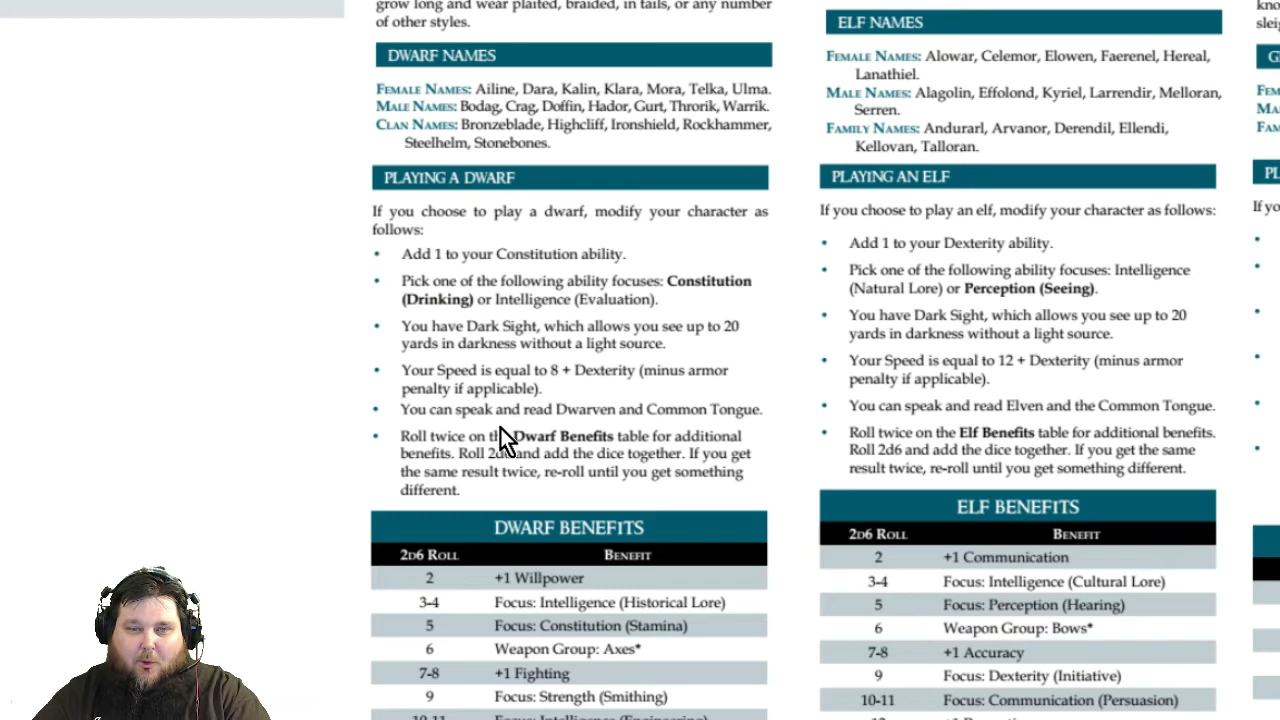 grow long and wear plaited, braided, in tails, or any number
of other styles.
DWARF NAMES
FEMALE NAMES: Ailine, Dara, Kalin, Klara, Mora, Telka, Ulma.
MALE NAMES: Bodag, Crag, Doffin, Hador, Gurt, Throrik, Warrik.
CLAN NAMES: Bronzeblade, Highcliff, Ironshield, Rockhammer,
Steelhelm, Stonebones.
PLAYING A DWARF
If you choose to play a dwarf, modify your character as
follows:
• Add 1 to your Constitution ability.
• Pick one of the following ability focuses: Constitution
(Drinking) or Intelligence (Evaluation).
• You have Dark Sight, which allows you see up to 20
yards in darkness without a light source.
• Your Speed is equal to 8 + Dexterity (minus armor
penalty if applicable).
• You can speak and read Dwarven and Common Tongue.
• Roll twice on the Dwarf Benefits table for additional
benefits. Roll 2d6 and add the dice together. If you get
the same result twice, re-roll until you get something
different.
DWARF BENEFITS
2D6 ROLL BENEFIT
2 +1 Willpower
3-4 Focus: Intelligence (Historical Lore)
5 Focus: Constitution (Stamina)
6 Weapon Group: Axes*
7-8 +1 Fighting
9 Focus: Strength (Smithing)
10-11 Focus: Intelligence (Engineering)
ELF NAMES
FEMALE NAMES: Alowar, Celemor, Elowen, Faerenel, Hereal,
Lanathiel.
MALE NAMES: Alagolin, Effolond, Kyriel, Larrendir, Melloran,
Serren.
FAMILY NAMES: Andurarl, Arvanor, Derendil, Ellendi,
Kellovan, Talloran.
PLAYING AN ELF
If you choose to play an elf, modify your character as follows:
• Add 1 to your Dexterity ability.
• Pick one of the following ability focuses: Intelligence
(Natural Lore) or Perception (Seeing).
• You have Dark Sight, which allows you see up to 20
yards in darkness without a light source.
• Your Speed is equal to 12 + Dexterity (minus armor
penalty if applicable).
• You can speak and read Elven and the Common Tongue.
• Roll twice on the Elf Benefits table for additional benefits.
Roll 2d6 and add the dice together. If you get the same
result twice, re-roll until you get something different.
ELF BENEFITS
2D6 ROLL BENEFIT
2 +1 Communication
3-4 Focus: Intelligence (Cultural Lore)
5 Focus: Perception (Hearing)
6 Weapon Group: Bows*
7-8 +1 Accuracy
9 Focus: Dexterity (Initiative)
10-11 Focus: Communication (Persuasion)